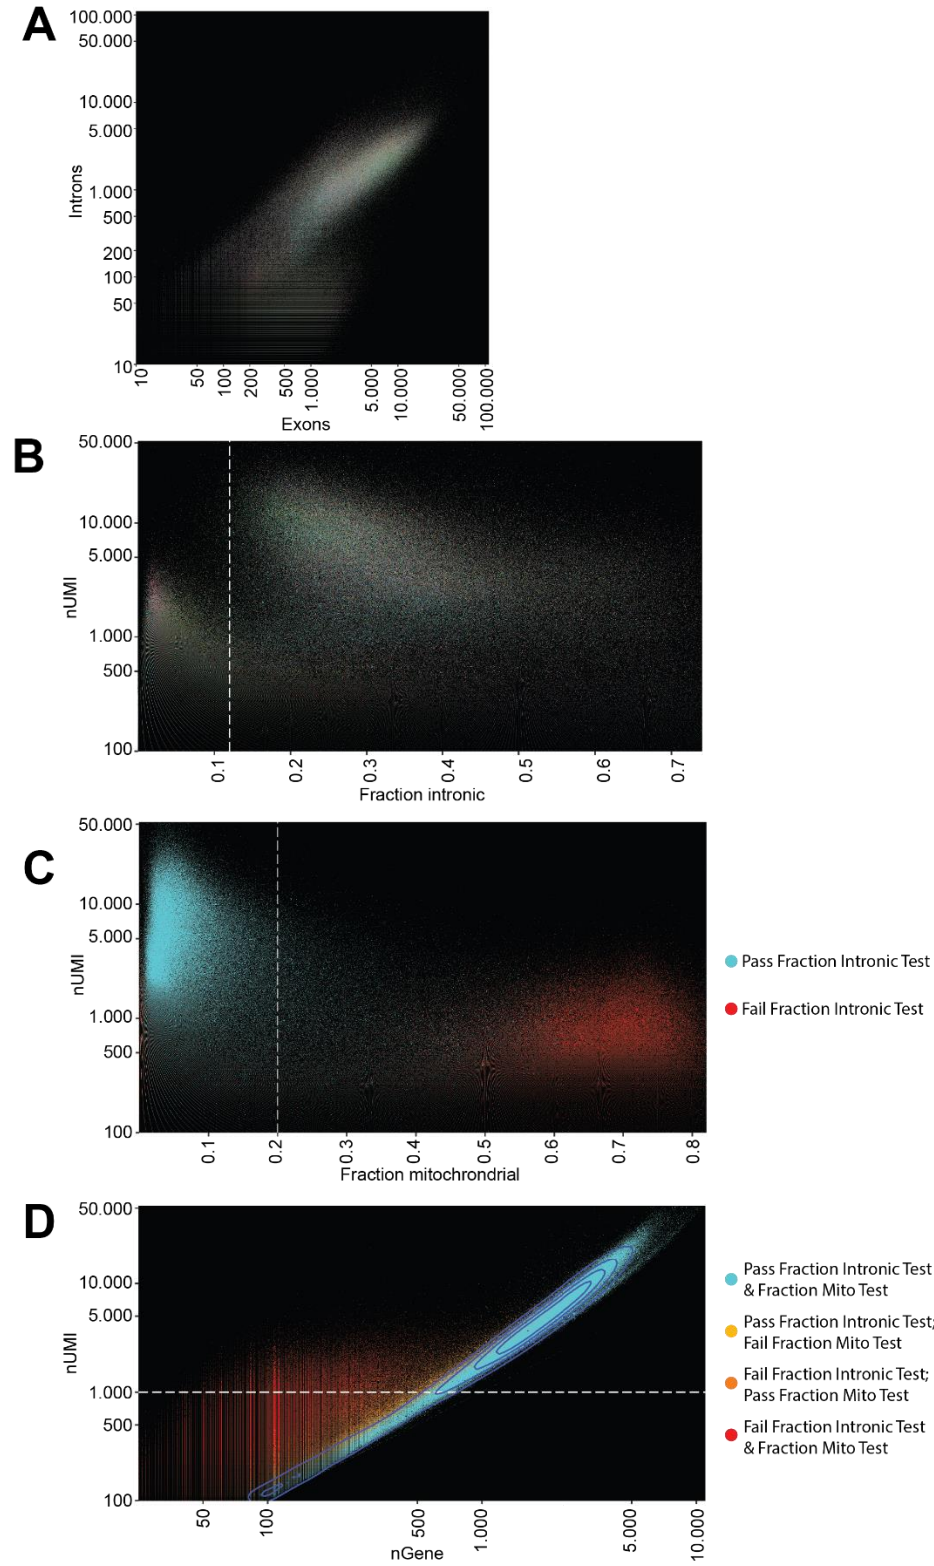 A
100.000
50.000
10.000
5.000
1.000
500
200
100
50
10
Introns
10
50
100
200
500
1.000
5.000
10.000
50.000
100.000
Exons
B
50.000
10.000
5.000
1.000
500
100
nUMI
0.1
0.2
0.3
0.4
0.5
0.6
0.7
Fraction intronic
C
50.000
10.000
5.000
1.000
500
100
nUMI
0.1
0.2
0.3
0.4
0.5
0.6
0.7
0.8
Fraction mitochrondrial
Pass Fraction Intronic Test
Fail Fraction Intronic Test
D
50.000
10.000
5.000
1.000
500
100
nUMI
50
100
500
1.000
5.000
10.000
nGene
Pass Fraction Intronic Test
& Fraction Mito Test
Pass Fraction Intronic Test;
Fail Fraction Mito Test
Fail Fraction Intronic Test;
Pass Fraction Mito Test
Fail Fraction Intronic Test
& Fraction Mito Test